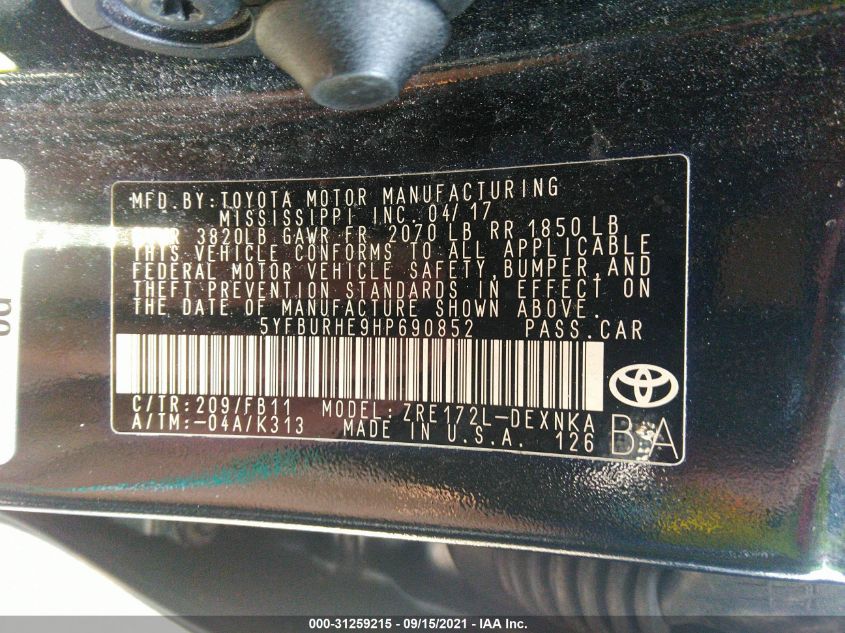 MFD.BY:TOYOTA MOTOR MANUFACTURING
MISSISSIPPI INC. 04/17
3820LB GAWR FR 2070 LB RR 1850 LB
THIS VEHICLE CONFORMS TO ALL APPLICABLE
FEDERAL MOTOR VEHICLE SAFETY,BUMPER,AND
THEFT PREVENTION STANDARDS IN EFFECT ON
THE DATE OF MANUFACTURE SHOWN ABOVE.
5YFBURHE9HP690852 PASS.CAR
C/TR:209/FB11 MODEL:ZRE172L-DEXNKA
A/TM:-04A/K313 MADE IN U.S.A. 126
BA
000-31259215 - 09/15/2021 - IAA Inc.